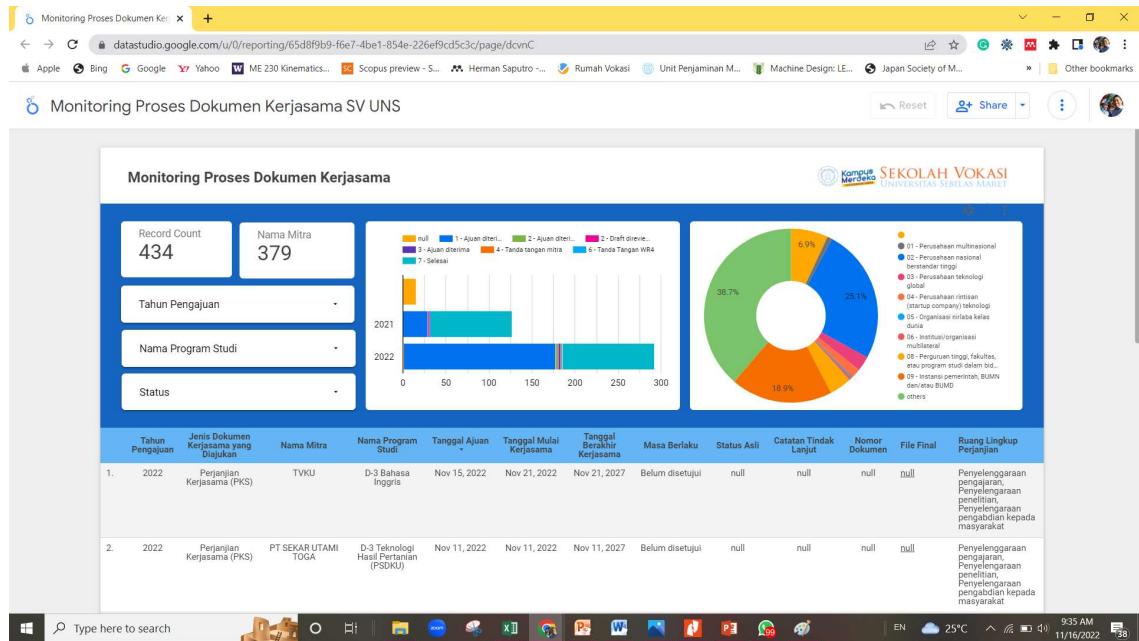 Monitoring Proses Dokumen Ker
datastudio.google.com/u/0/reporting/65d8f9b9-f6e7-4be1-854e-226ef9cd5c3c/page/dcvnC
Apple Bing Google Yahoo ME 230 Kinematics... Scopus preview - S... Herman Saputro -... Rumah Vokasi Unit Penjaminan M... Machine Design: LE... Japan Society of M... » Other bookmarks
Monitoring Proses Dokumen Kerjasama SV UNS
Reset
Share
Monitoring Proses Dokumen Kerjasama
Kampus Merdeka
SEKOLAH VOKASI
UNIVERSITAS SEBELAS MARET
Record Count
434
Nama Mitra
379
Tahun Pengajuan
Nama Program Studi
Status
null 1 - Ajuan diteri... 2 - Ajuan diteri... 2 - Draft direvie...
3 - Ajuan diterima 4 - Tanda tangan mitra 6 - Tanda Tangan WR4
7 - Selesai
2021
2022
0 50 100 150 200 250 300
6.9%
25.1%
18.9%
38.7%
01 - Perusahaan multinasional
02 - Perusahaan nasional
berstandar tinggi
03 - Perusahaan teknologi
global
04 - Perusahaan rintisan
(startup company) teknologi
05 - Organisasi nirlaba kelas
dunia
06 - Institusi/organisasi
multilateral
08 - Perguruan tinggi, fakultas,
atau program studi dalam bid...
09 - Instansi pemerintah, BUMN
dan/atau BUMD
others
Tahun
Pengajuan
Jenis Dokumen
Kerjasama yang
Diajukan
Nama Mitra
Nama Program
Studi
Tanggal Ajuan
Tanggal Mulai
Kerjasama
Tanggal
Berakhir
Kerjasama
Masa Berlaku
Status Asli
Catatan Tindak
Lanjut
Nomor
Dokumen
File Final
Ruang Lingkup
Perjanjian
1.
2022
Perjanjian
Kerjasama (PKS)
TVKU
D-3 Bahasa
Inggris
Nov 15, 2022
Nov 21, 2022
Nov 21, 2027
Belum disetujui
null
null
null
null
Penyelenggaraan
pengajaran,
Penyelengaraan
penelitian,
Penyelengaraan
pengabdian kepada
masyarakat
2.
2022
Perjanjian
Kerjasama (PKS)
PT SEKAR UTAMI
TOGA
D-3 Teknologi
Hasil Pertanian
(PSDKU)
Nov 11, 2022
Nov 11, 2022
Nov 11, 2027
Belum disetujui
null
null
null
null
Penyelenggaraan
pengajaran,
Penyelengaraan
penelitian,
Penyelengaraan
pengabdian kepada
masyarakat
Type here to search
zoom
99
EN
25°C
9:35 AM
11/16/2022
38